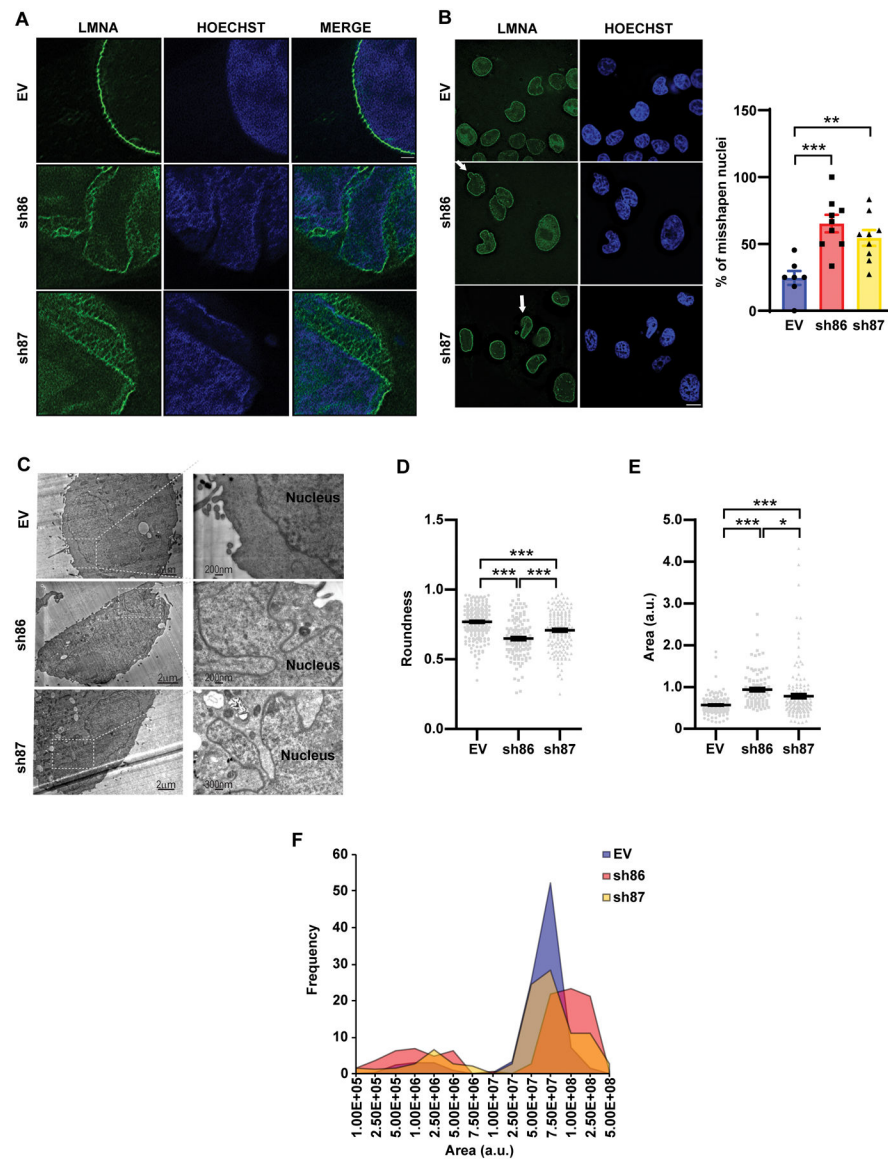 A
LMNA HOECHST MERGE
EV
sh86
sh87
B
LMNA HOECHST
EV
sh86
sh87
% of misshapen nuclei
150
100
50
0
***
**
EV sh86 sh87
C
EV
Nucleus
2µm
200nm
sh86
Nucleus
2µm
200nm
sh87
Nucleus
2µm
300nm
D
Roundness
1.5
1.0
0.5
0.0
***
*** ***
EV sh86 sh87
E
Area (a.u.)
5.0
4.0
3.0
2.0
1.0
0.0
***
*** *
EV sh86 sh87
F
Frequency
60
50
40
30
20
10
0
1.00E+05
2.50E+05
5.00E+05
1.00E+06
2.50E+06
5.00E+06
7.50E+06
1.00E+07
2.50E+07
5.00E+07
7.50E+07
1.00E+08
2.50E+08
5.00E+08
Area (a.u.)
EV
sh86
sh87